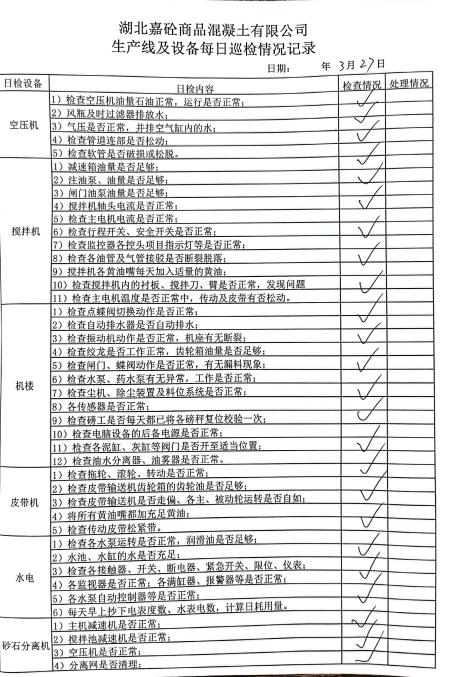 湖北嘉砼商品混凝土有限公司
生产线及设备每日巡检情况记录
日期： 年 3月27日
日检设备 日检内容 检查情况 处理情况
空压机
1）检查空压机油量石油正常，运行是否正常；
2）风瓶及时过滤器排放水；
3）气压是否正常，并排空气缸内的水；
4）检查管道连部是否松动；
5）检查软管是否破损或松脱。
搅拌机
1）减速箱油量是否足够；
2）注油泵、油量是否足够；
3）闸门油泵油量是否足够；
4）搅拌机轴头电流是否正常；
5）检查主电机电流是否正常；
6）检查行程开关、安全开关是否正常；
7）检查监控器各控头项目指示灯等是否正常；
8）检查各油管及气管接驳是否断裂脱落；
9）搅拌机各黄油嘴每天加入适量的黄油；
10）检查搅拌机内的衬板、搅拌刀、臂是否正常，发现问题
11）检查主电机温度是否正常中，传动及皮带有否松动。
机楼
1）检查点蝶阀切换动作是否正常；
2）检查自动排水器是否自动排水；
3）检查振动机动作是否正常，机座有无断裂；
4）检查绞龙是否工作正常，齿轮箱油量是否足够；
5）检查闸门、蝶阀动作是否正常，有无漏料现象；
6）检查水泵、药水泵有无异常，工作是否正常；
7）检查尘机、除尘装置及料位系统是否正常；
8）各传感器是否正常；
9）检查磅工是否每天都已将各磅秤复位校验一次；
10）检查电脑设备的后备电源是否正常；
11）检查各泥缸、灰缸等阀门是否开至适当位置；
12）检查油水分离器、油雾器是否正常。
皮带机
1）检查拖轮、滚轮、转动是否正常；
2）检查皮带输送机齿轮箱的齿轮油是否足够；
3）检查皮带输送机是否走偏、各主、被动轮运转是否自如；
4）将所有黄油嘴都加充足黄油；
5）检查传动皮带松紧带。
水电
1）检查各水泵运转是否正常，润滑油是否足够；
2）水池、水缸的水是否充足；
3）检查各接触器、开关、断电器、紧急开关、限位、仪表；
4）各监视器是否正常；各满缸器、报警器等是否正常；
5）各水泵自动控制器等是否正常；
6）每天早上抄下电表度数、水表电数，计算日耗用量。
砂石分离机
1）主机减速机是否正常；
2）搅拌池减速机是否正常；
3）空压机是否正常；
4）分离网是否清理；